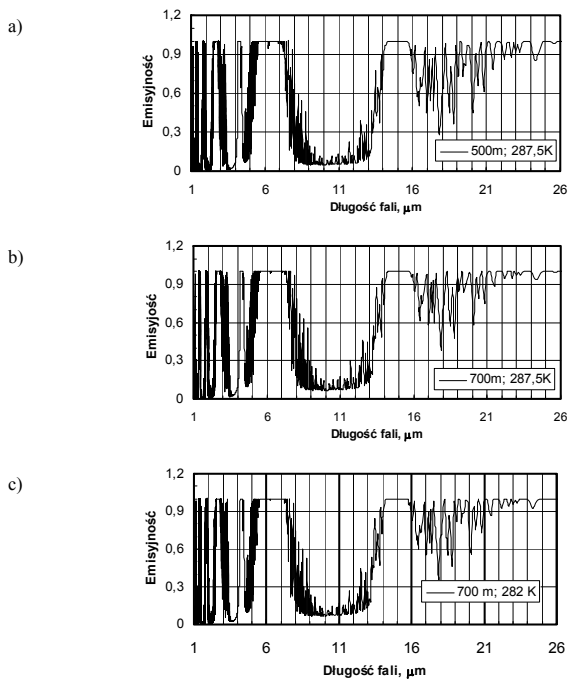 a)
Emisyjność
1,2
0,9
0,6
0,3
0
500m; 287,5K
1 6 11 16 21 26
Długość fali, μm
b)
Emisyjość
1,2
0,9
0,6
0,3
0
700m; 287,5K
1 6 11 16 21 26
Długość fali, μm
c)
Emisyjność
1,2
0,9
0,6
0,3
0
700 m; 282 K
1 6 11 16 21 26
Długość fali, μm